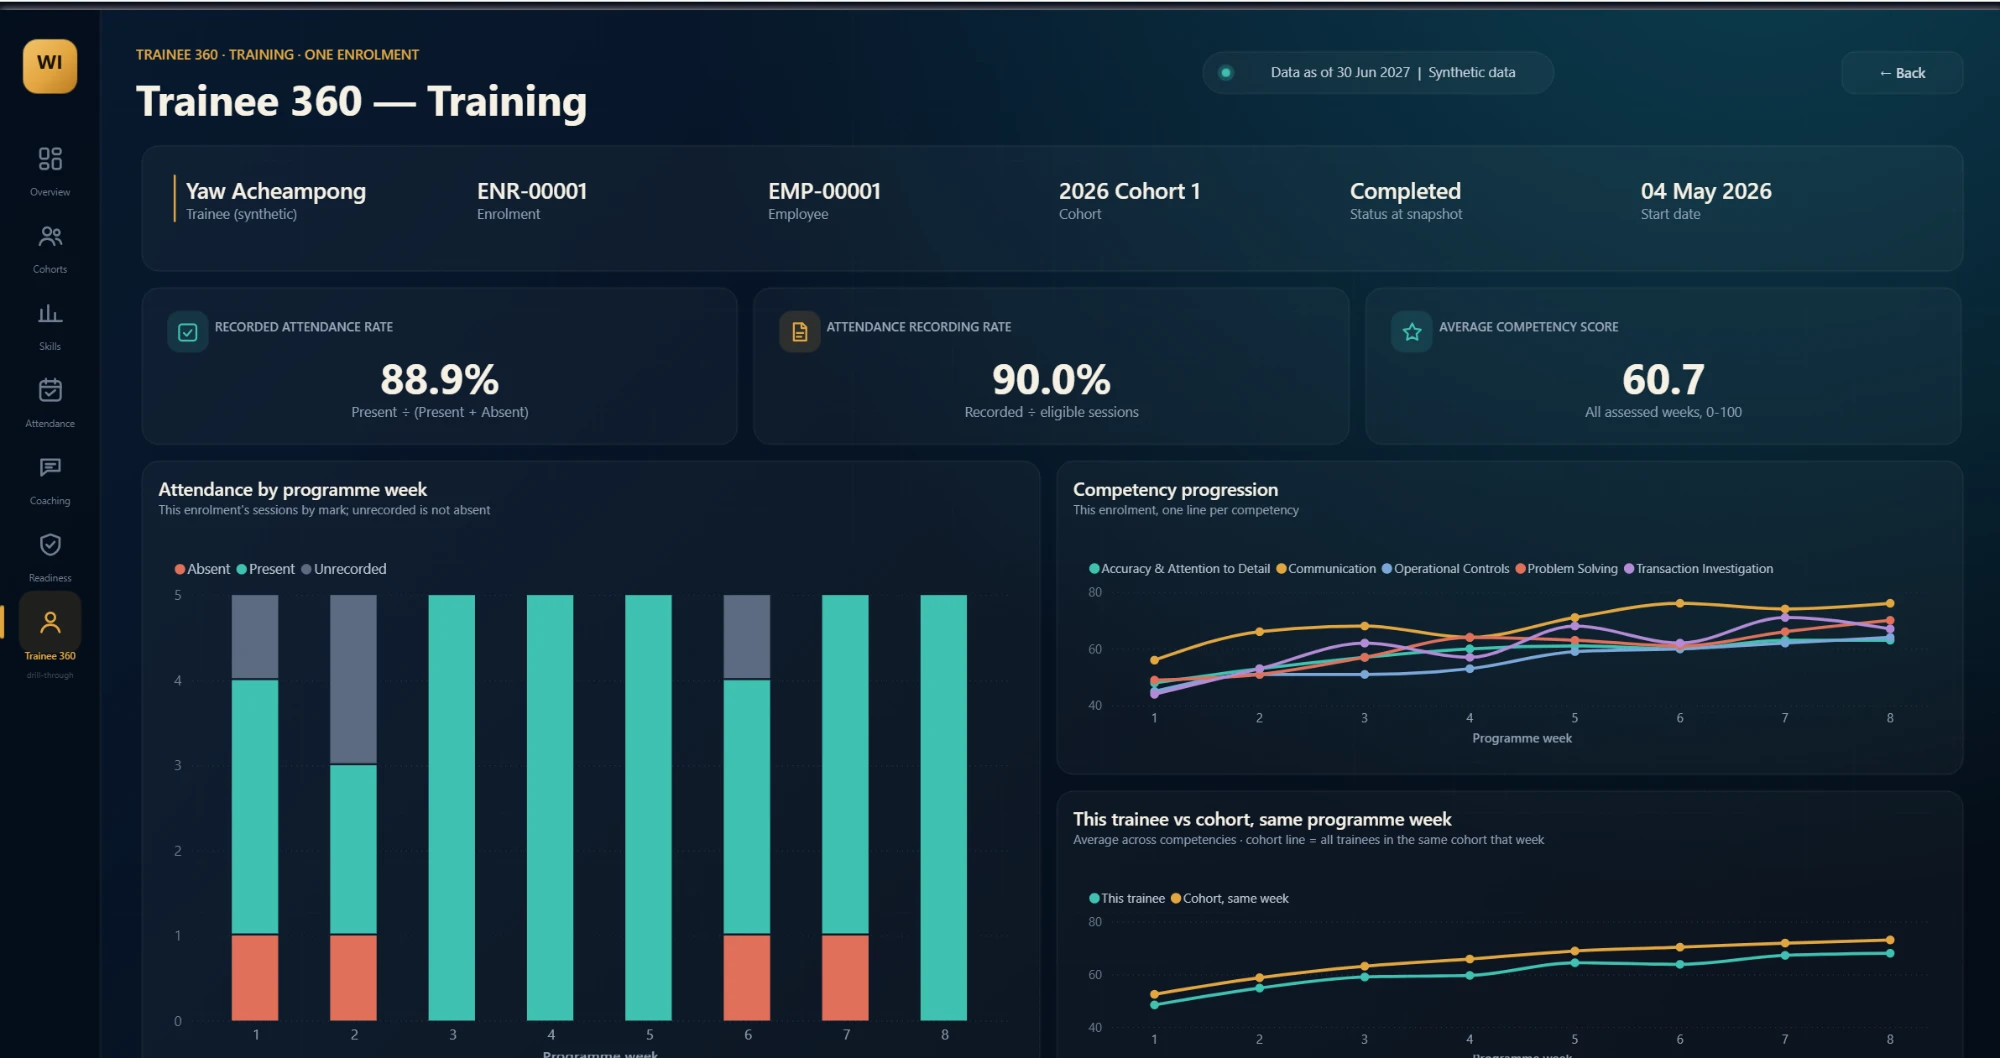 WI
TRAINEE 360 · TRAINING · ONE ENROLMENT
Trainee 360 — Training
Data as of 30 Jun 2027 | Synthetic data
← Back
Overview
Cohorts
Skills
Attendance
Coaching
Readiness
Trainee 360
drill-through
Yaw Acheampong
Trainee (synthetic)
ENR-00001
Enrolment
EMP-00001
Employee
2026 Cohort 1
Cohort
Completed
Status at snapshot
04 May 2026
Start date
RECORDED ATTENDANCE RATE
88.9%
Present ÷ (Present + Absent)
ATTENDANCE RECORDING RATE
90.0%
Recorded ÷ eligible sessions
AVERAGE COMPETENCY SCORE
60.7
All assessed weeks, 0-100
Attendance by programme week
This enrolment's sessions by mark; unrecorded is not absent
Absent Present Unrecorded
5
4
3
2
1
0
1 2 3 4 5 6 7 8
Programme week
Competency progression
This enrolment, one line per competency
Accuracy & Attention to Detail Communication Operational Controls Problem Solving Transaction Investigation
80
60
40
1 2 3 4 5 6 7 8
Programme week
This trainee vs cohort, same programme week
Average across competencies · cohort line = all trainees in the same cohort that week
This trainee Cohort, same week
80
60
40
1 2 3 4 5 6 7 8
Programme week